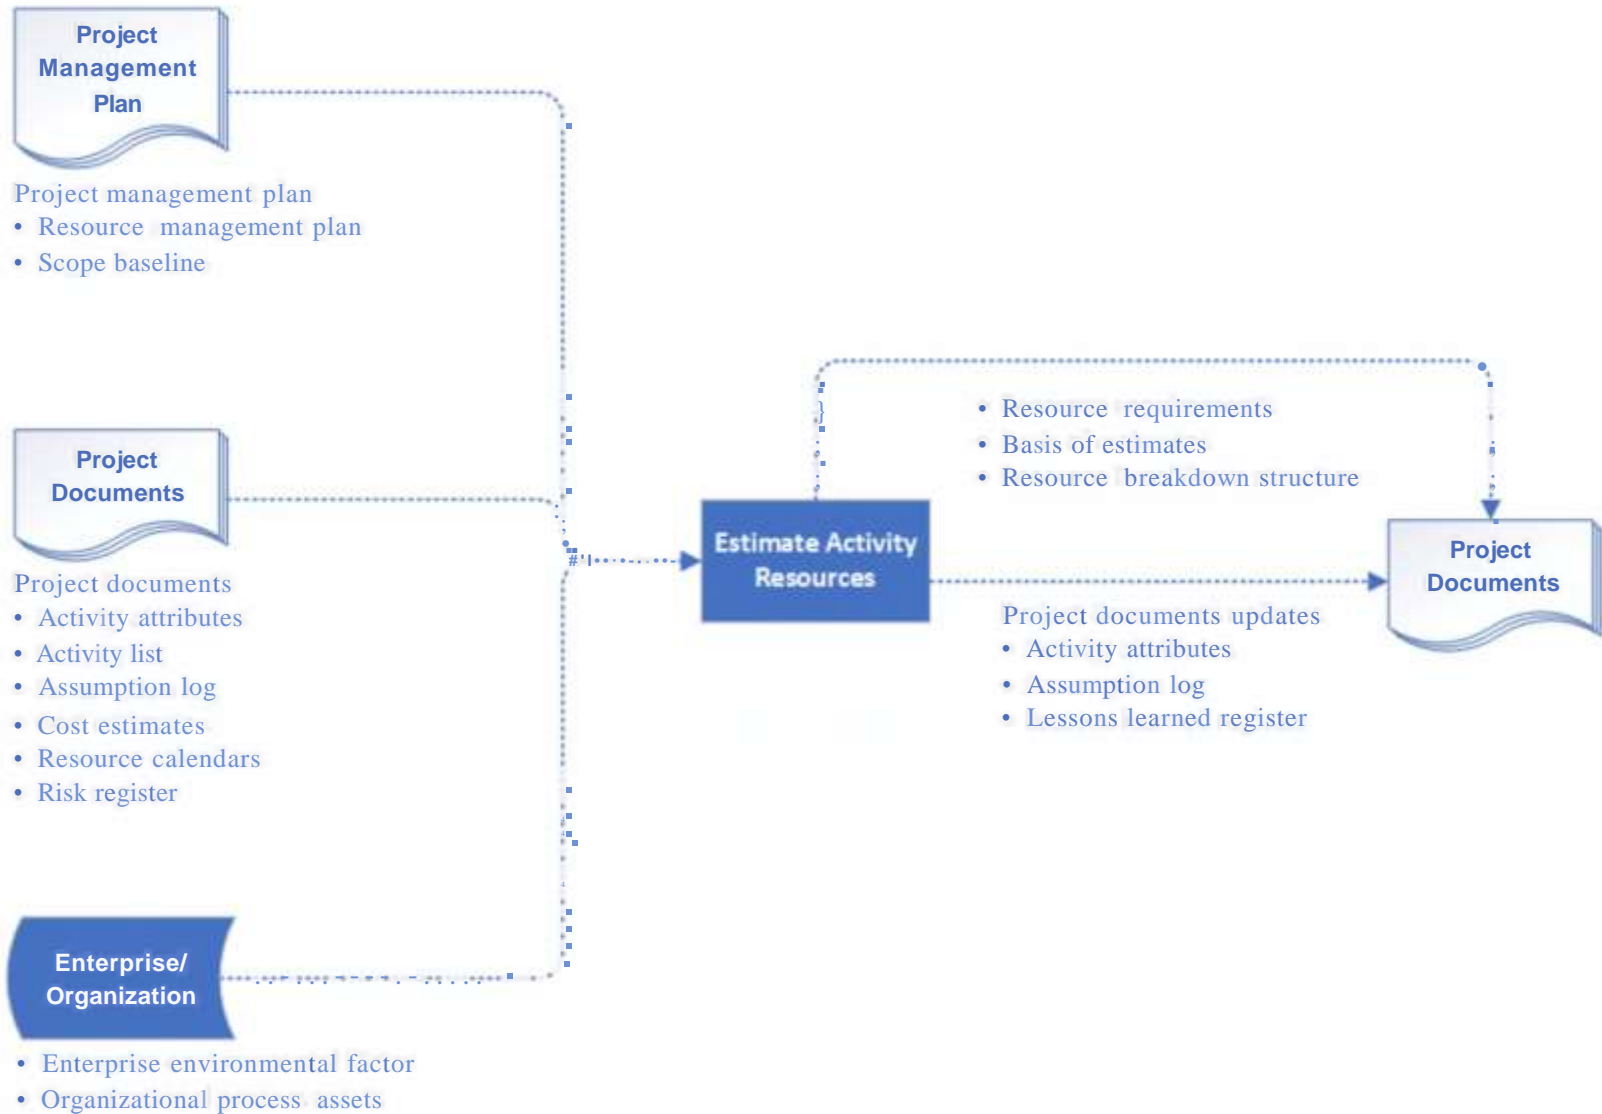 Project
Management
Plan
Project management plan
• Resource management plan
• Scope baseline
Project
Documents
Project documents
• Activity attributes
• Activity list
• Assumption log
• Cost estimates
• Resource calendars
• Risk register
Enterprise/
Organization
• Enterprise environmental factor
• Organizational process assets
Estimate Activity
Resources
• Resource requirements
• Basis of estimates
• Resource breakdown structure
Project documents updates
• Activity attributes
• Assumption log
• Lessons learned register
Project
Documents